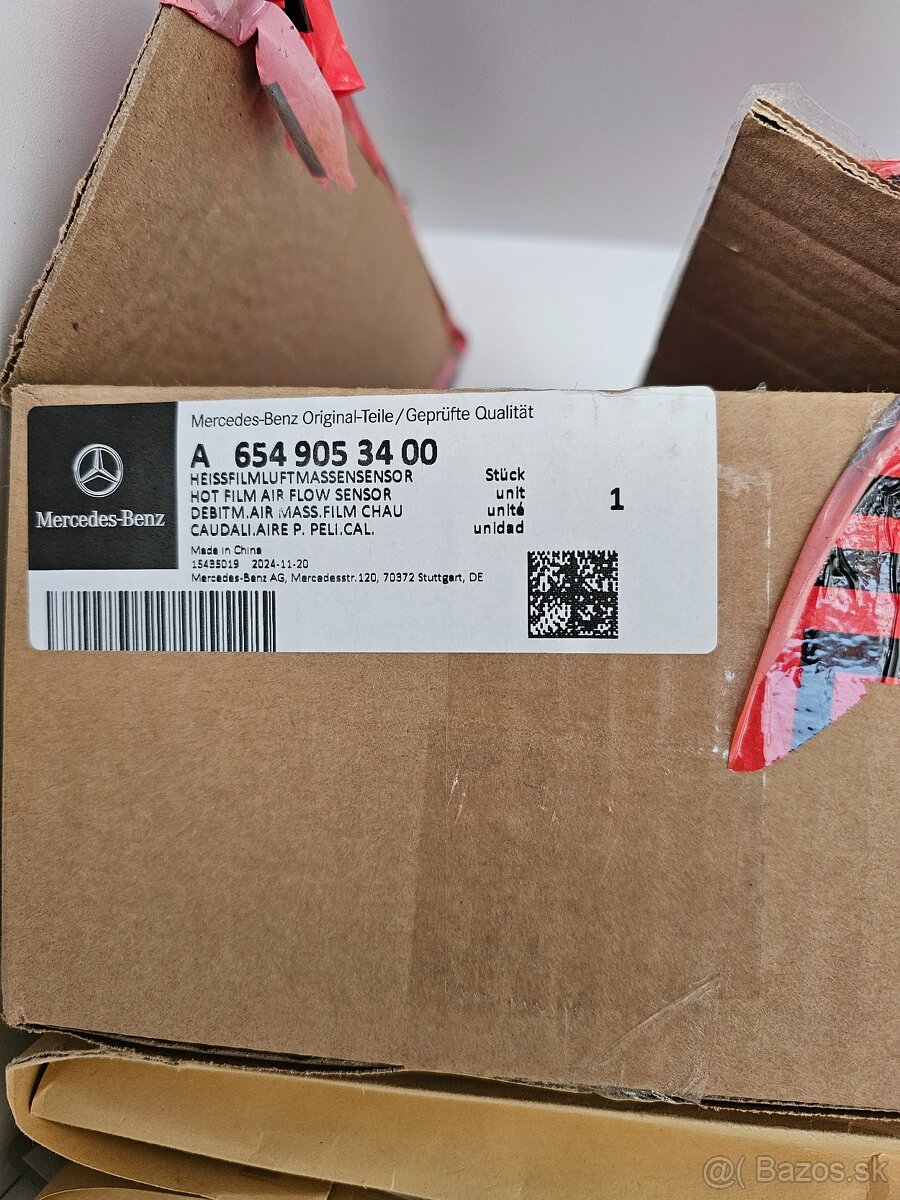 Mercedes-Benz Original-Teile/Geprüfte Qualität
A 654 905 34 00
HEISSFILMLUFTMASSENSENSOR Stück
HOT FILM AIR FLOW SENSOR unit
DEBITM.AIR MASS.FILM CHAU unité
CAUDALI.AIRE P. PELI.CAL. unidad
1
Mercedes-Benz
Made in China
15435019 2024-11-20
Mercedes-Benz AG, Mercedesstr.120, 70372 Stuttgart, DE
@( Bazos.sk